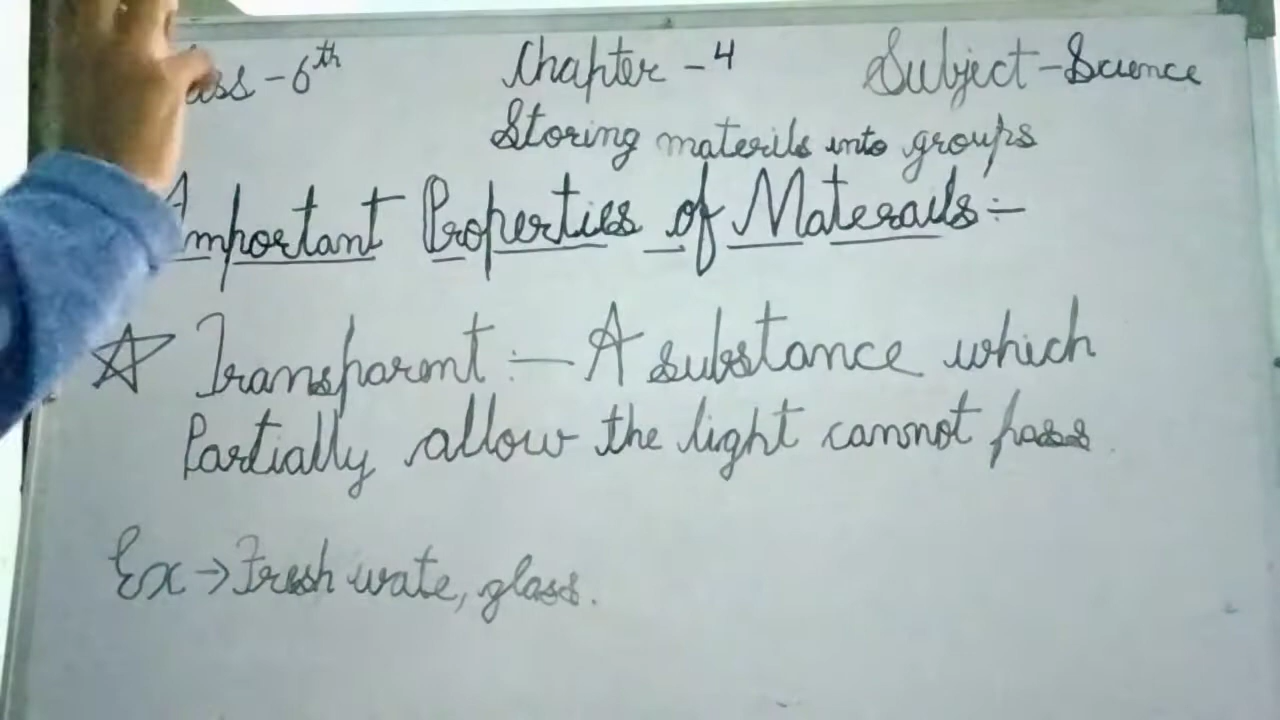 ass - 6th Chapter - 4 Subject - Science
Storing materils into groups
Important Properties of Materails :-
Transparent :- A substance which
Partially allow the light cannot pass.
Ex → Fresh wate, glass.